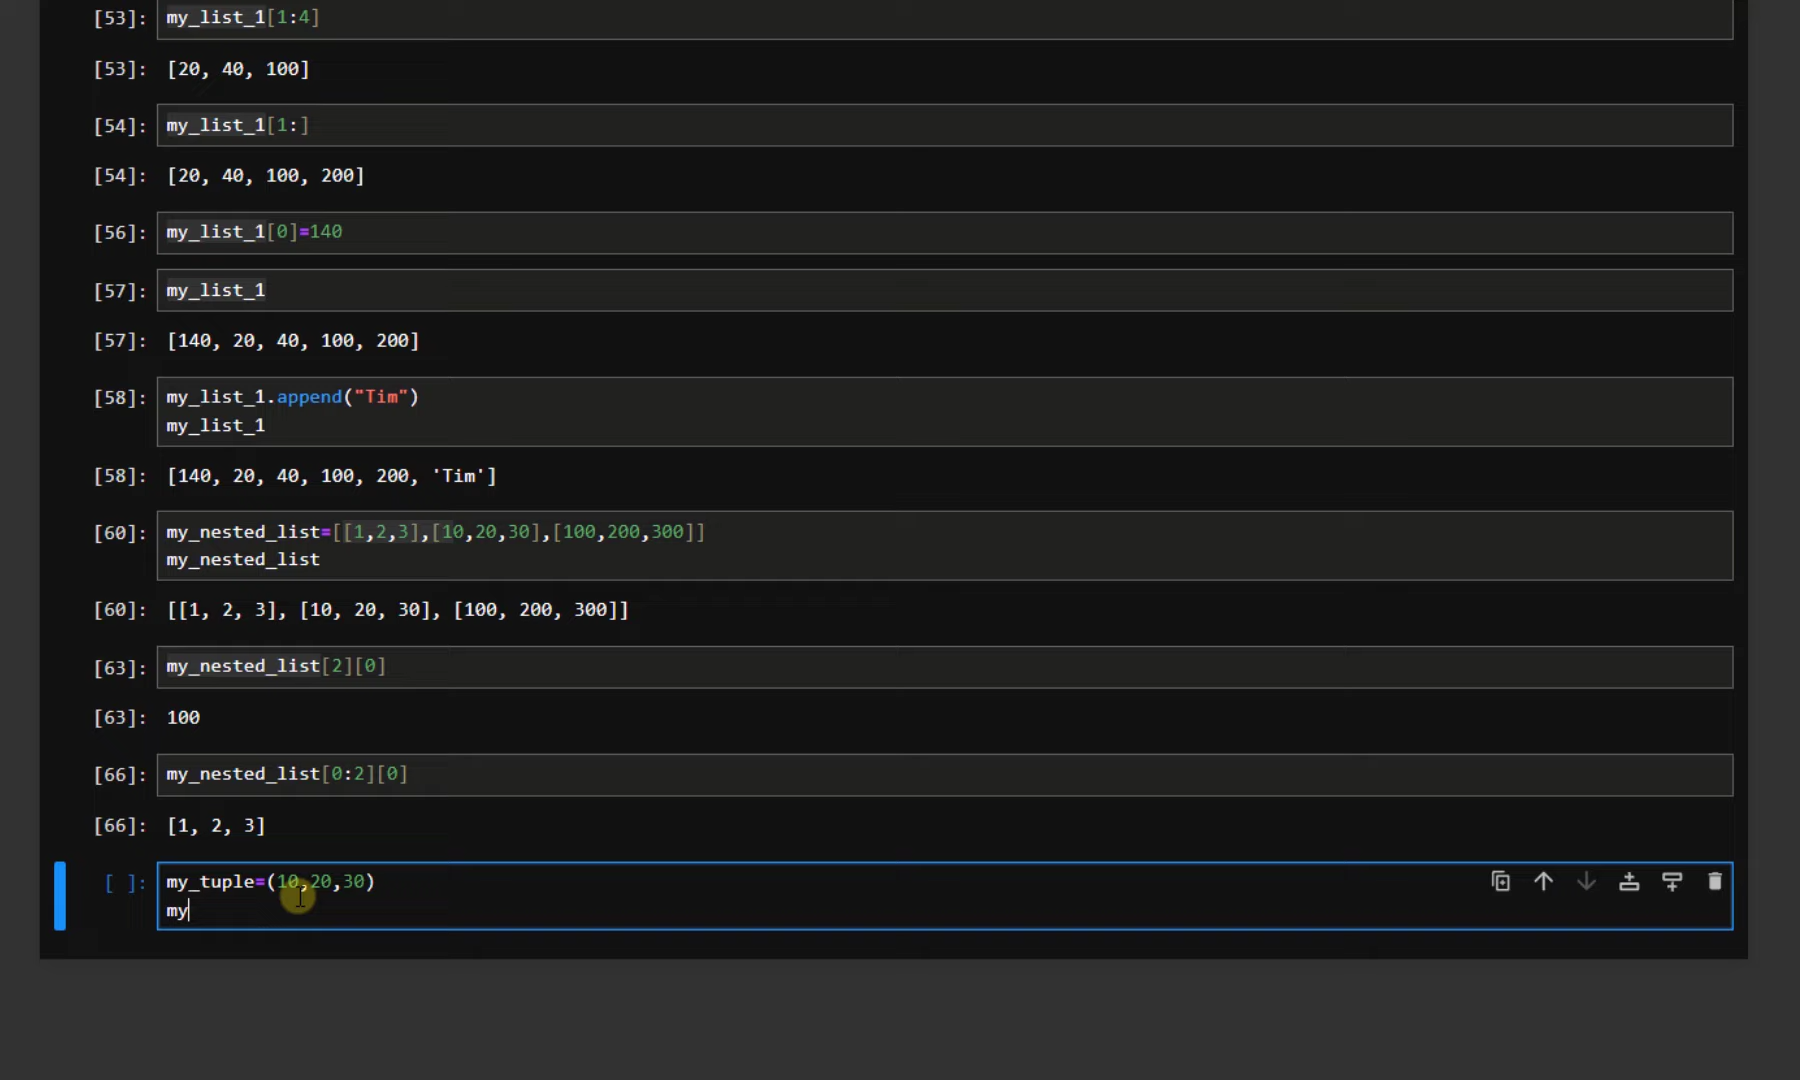 [53]: my_list_1[1:4]
[53]: [20, 40, 100]
[54]: my_list_1[1:]
[54]: [20, 40, 100, 200]
[56]: my_list_1[0]=140
[57]: my_list_1
[57]: [140, 20, 40, 100, 200]
[58]: my_list_1.append("Tim")
my_list_1
[58]: [140, 20, 40, 100, 200, 'Tim']
[60]: my_nested_list=[[1,2,3],[10,20,30],[100,200,300]]
my_nested_list
[60]: [[1, 2, 3], [10, 20, 30], [100, 200, 300]]
[63]: my_nested_list[2][0]
[63]: 100
[66]: my_nested_list[0:2][0]
[66]: [1, 2, 3]
[ ]: my_tuple=(10,20,30)
my